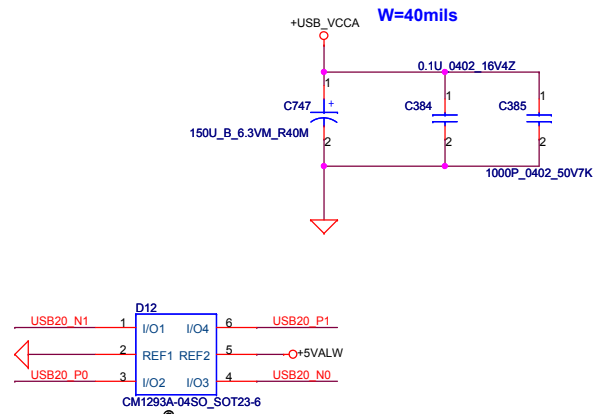 W=40mils
+USB_VCCA
0.1U_0402_16V4Z
1 1 1
C747 + C384 C385
150U_B_6.3VM_R40M
2 2 2
1000P_0402_50V7K
D12
USB20_N1 1 I/O1 I/O4 6 USB20_P1
2 REF1 REF2 5 +5VALW
USB20_P0 3 I/O2 I/O3 4 USB20_N0
CM1293A-04SO_SOT23-6